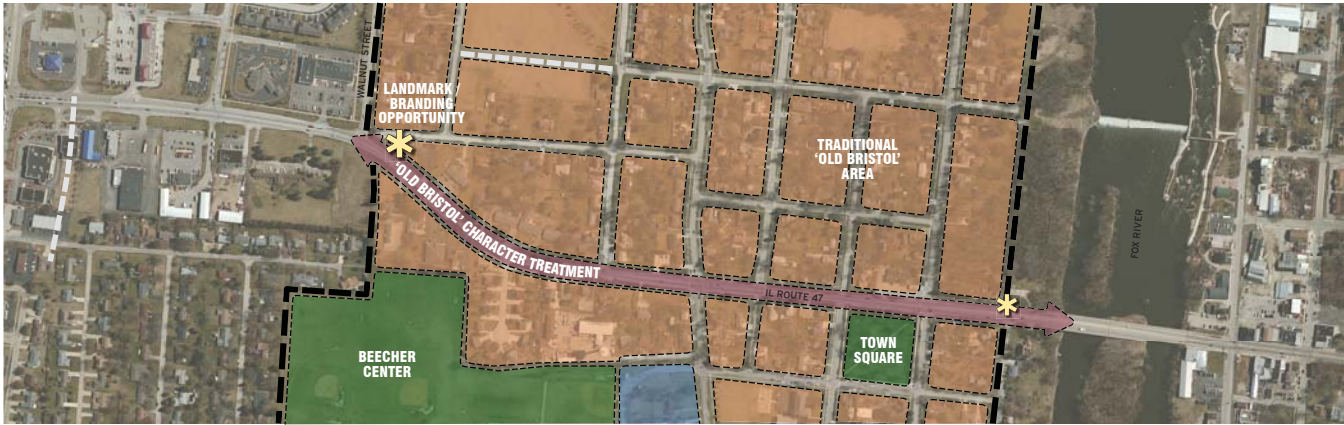 WALNUT STREET
LANDMARK /
BRANDING
OPPORTUNITY
TRADITIONAL
'OLD BRISTOL'
AREA
'OLD BRISTOL' CHARACTER TREATMENT
FOX RIVER
IL ROUTE 47
BEECHER
CENTER
TOWN
SQUARE